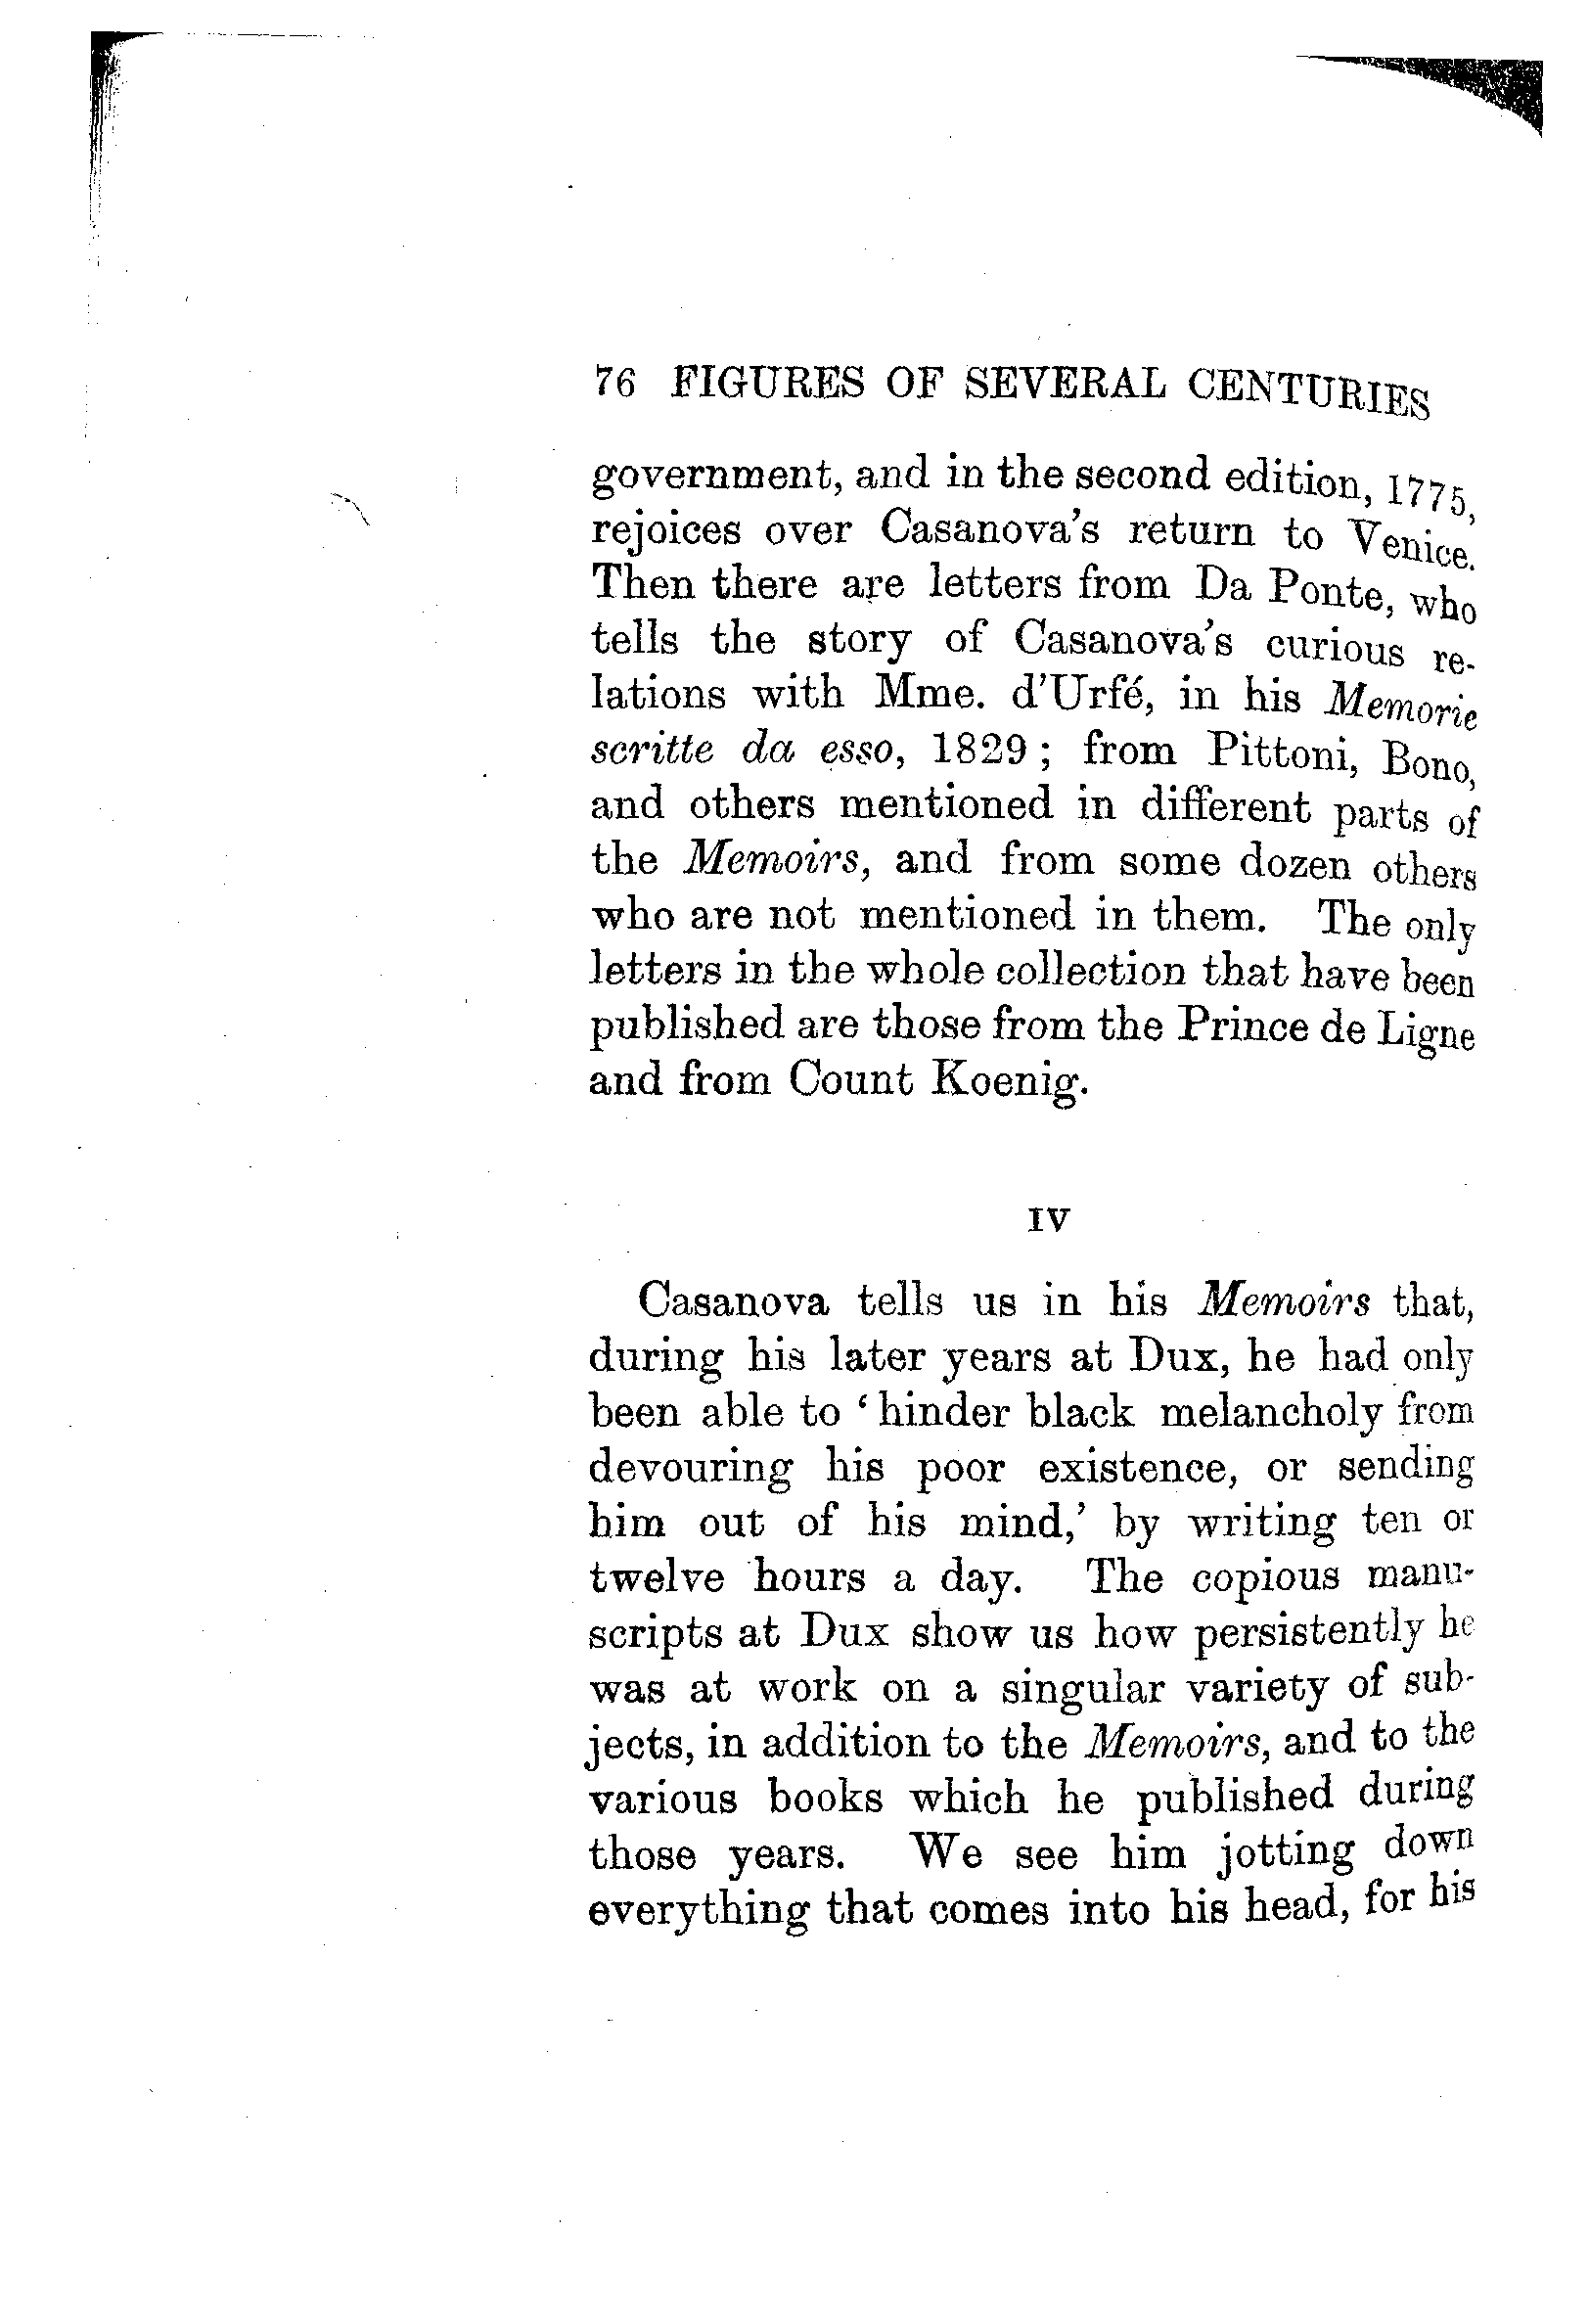 76 FIGURES OF SEVERAL CENTURIES
government, and in the second edition, 1775,
rejoices over Casanova's return to Venice.
Then there are letters from Da Ponte, who
tells the story of Casanova's curious re-
lations with Mme. d'Urfé, in his Memorie
scritte da esso, 1829; from Pittoni, Bono,
and others mentioned in different parts of
the Memoirs, and from some dozen others
who are not mentioned in them. The only
letters in the whole collection that have been
published are those from the Prince de Ligne
and from Count Koenig.
IV
Casanova tells us in his Memoirs that,
during his later years at Dux, he had only
been able to ‘hinder black melancholy from
devouring his poor existence, or sending
him out of his mind,’ by writing ten or
twelve hours a day. The copious manu-
scripts at Dux show us how persistently he
was at work on a singular variety of sub-
jects, in addition to the Memoirs, and to the
various books which he published during
those years. We see him jotting down
everything that comes into his head, for his